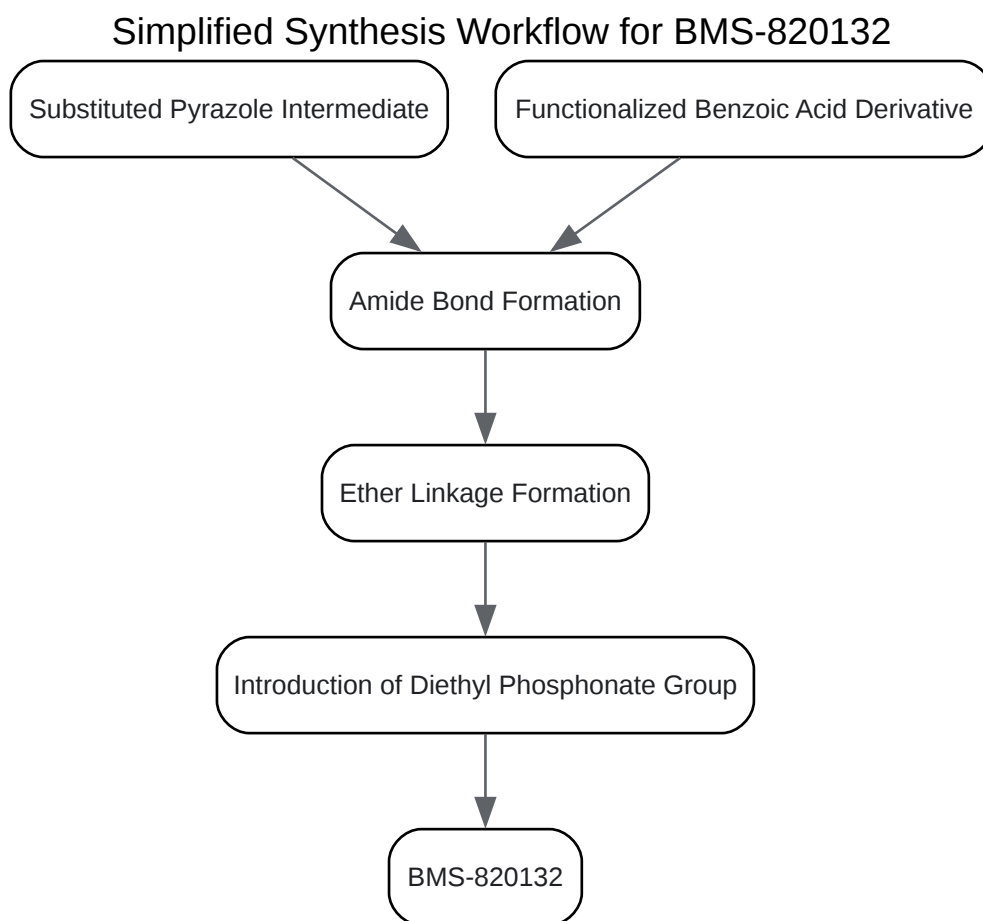 Simplified Synthesis Workflow for BMS-820132
Substituted Pyrazole Intermediate
Functionalized Benzoic Acid Derivative
Amide Bond Formation
Ether Linkage Formation
Introduction of Diethyl Phosphonate Group
BMS-820132